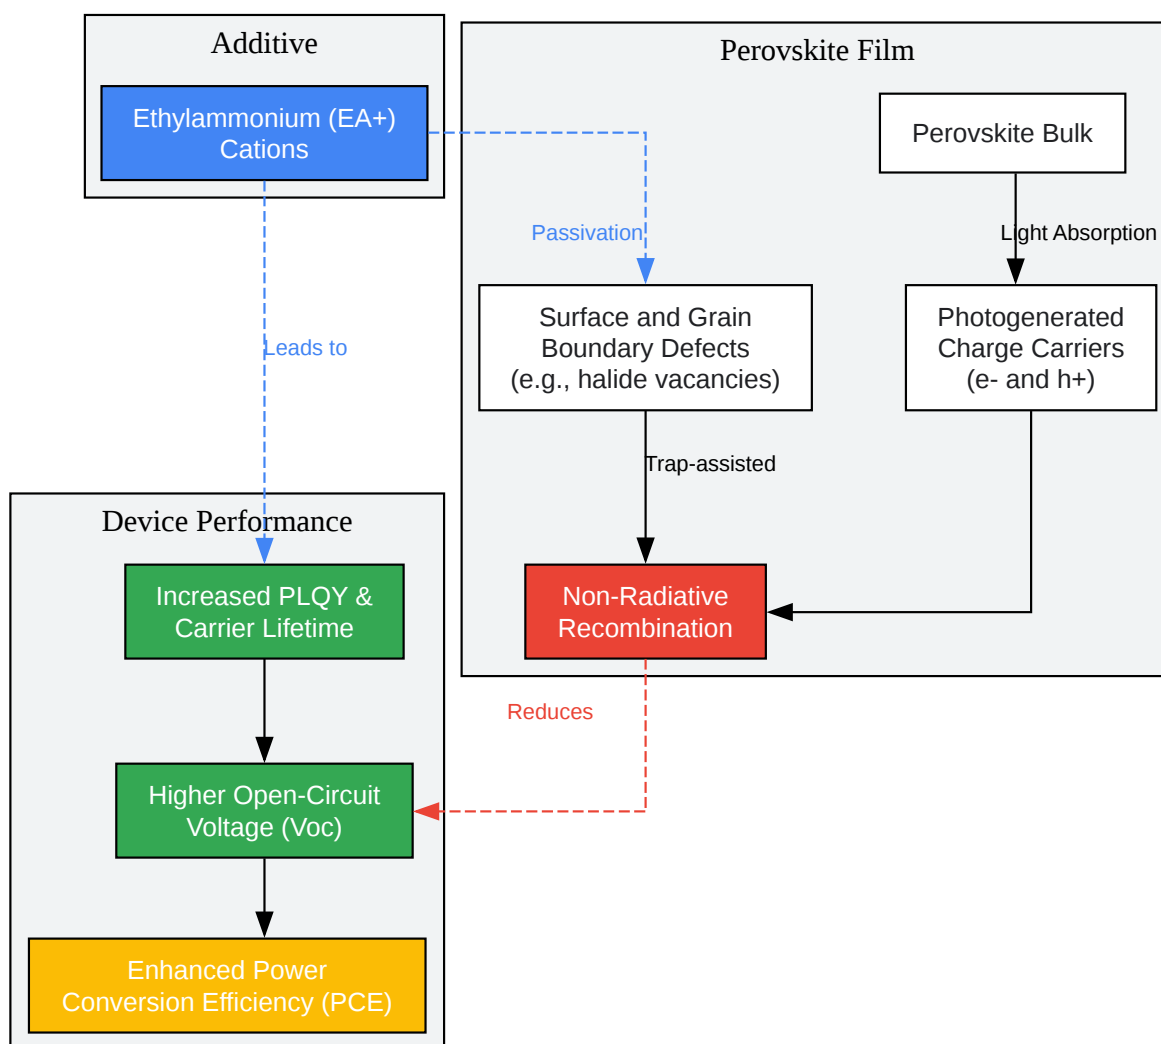 Additive
Ethylammonium (EA+)
Cations
Perovskite Film
Perovskite Bulk
Passivation
Light Absorption
Surface and Grain
Boundary Defects
(e.g., halide vacancies)
Photogenerated
Charge Carriers
(e- and h+)
Leads to
Trap-assisted
Device Performance
Increased PLQY &
Carrier Lifetime
Non-Radiative
Recombination
Reduces
Higher Open-Circuit
Voltage (Voc)
Enhanced Power
Conversion Efficiency (PCE)